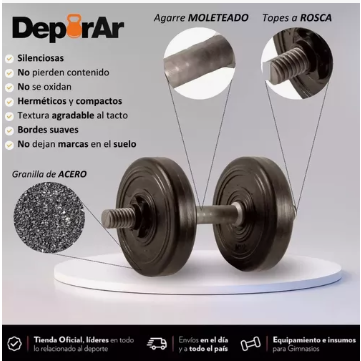 DeporAr
Agarre MOLETEADO
Topes a ROSCA
Silenciosas
No pierden contenido
No se oxidan
Herméticos y compactos
Textura agradable al tacto
Bordes suaves
No dejan marcas en el suelo
Granilla de ACERO
Tienda Oficial, líderes en todo
lo relacionado al deporte
Envíos en el día
y a todo el país
Equipamiento e insumos
para Gimnasios